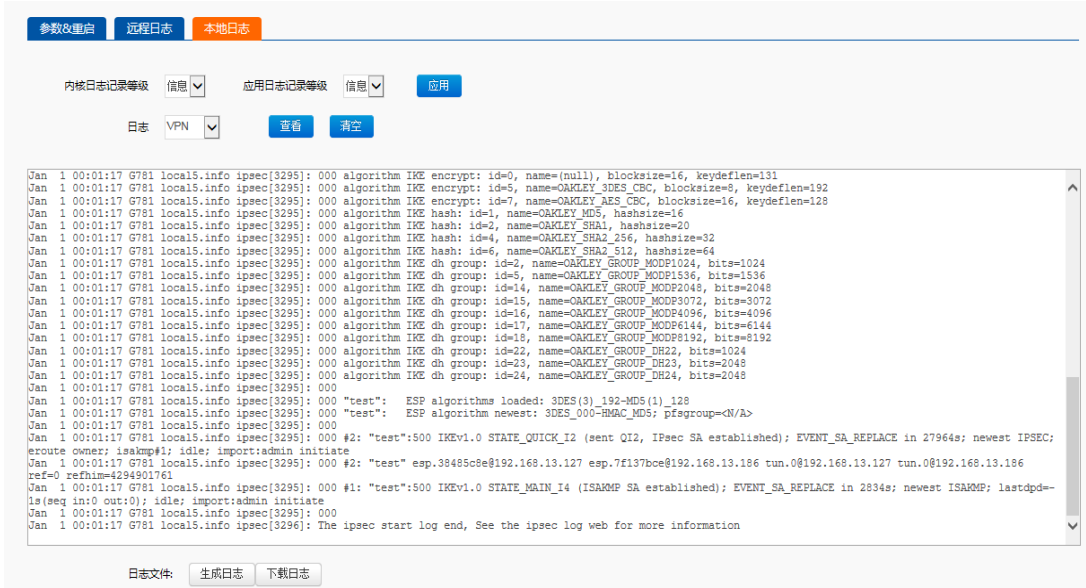 参数&重启 远程日志 本地日志
内核日志记录等级 信息 应用日志记录等级 信息 应用
日志 VPN 查看 清空
Jan  1 00:01:17 G781 local5.info ipsec[3295]: 000 algorithm IKE encrypt: id=0, name=(null), blocksize=16, keydeflen=131
Jan  1 00:01:17 G781 local5.info ipsec[3295]: 000 algorithm IKE encrypt: id=5, name=OAKLEY_3DES_CBC, blocksize=8, keydeflen=192
Jan  1 00:01:17 G781 local5.info ipsec[3295]: 000 algorithm IKE encrypt: id=7, name=OAKLEY_AES_CBC, blocksize=16, keydeflen=128
Jan  1 00:01:17 G781 local5.info ipsec[3295]: 000 algorithm IKE hash: id=1, name=OAKLEY_MD5, hashsize=16
Jan  1 00:01:17 G781 local5.info ipsec[3295]: 000 algorithm IKE hash: id=2, name=OAKLEY_SHA1, hashsize=20
Jan  1 00:01:17 G781 local5.info ipsec[3295]: 000 algorithm IKE hash: id=4, name=OAKLEY_SHA2_256, hashsize=32
Jan  1 00:01:17 G781 local5.info ipsec[3295]: 000 algorithm IKE hash: id=6, name=OAKLEY_SHA2_512, hashsize=64
Jan  1 00:01:17 G781 local5.info ipsec[3295]: 000 algorithm IKE dh group: id=2, name=OAKLEY_GROUP_MODP1024, bits=1024
Jan  1 00:01:17 G781 local5.info ipsec[3295]: 000 algorithm IKE dh group: id=5, name=OAKLEY_GROUP_MODP1536, bits=1536
Jan  1 00:01:17 G781 local5.info ipsec[3295]: 000 algorithm IKE dh group: id=14, name=OAKLEY_GROUP_MODP2048, bits=2048
Jan  1 00:01:17 G781 local5.info ipsec[3295]: 000 algorithm IKE dh group: id=15, name=OAKLEY_GROUP_MODP3072, bits=3072
Jan  1 00:01:17 G781 local5.info ipsec[3295]: 000 algorithm IKE dh group: id=16, name=OAKLEY_GROUP_MODP4096, bits=4096
Jan  1 00:01:17 G781 local5.info ipsec[3295]: 000 algorithm IKE dh group: id=17, name=OAKLEY_GROUP_MODP6144, bits=6144
Jan  1 00:01:17 G781 local5.info ipsec[3295]: 000 algorithm IKE dh group: id=18, name=OAKLEY_GROUP_MODP8192, bits=8192
Jan  1 00:01:17 G781 local5.info ipsec[3295]: 000 algorithm IKE dh group: id=22, name=OAKLEY_GROUP_DH22, bits=1024
Jan  1 00:01:17 G781 local5.info ipsec[3295]: 000 algorithm IKE dh group: id=23, name=OAKLEY_GROUP_DH23, bits=2048
Jan  1 00:01:17 G781 local5.info ipsec[3295]: 000 algorithm IKE dh group: id=24, name=OAKLEY_GROUP_DH24, bits=2048
Jan  1 00:01:17 G781 local5.info ipsec[3295]: 000
Jan  1 00:01:17 G781 local5.info ipsec[3295]: 000 "test":   ESP algorithms loaded: 3DES(3)_192-MD5(1)_128
Jan  1 00:01:17 G781 local5.info ipsec[3295]: 000 "test":   ESP algorithm newest: 3DES_000-HMAC_MD5; pfsgroup=<N/A>
Jan  1 00:01:17 G781 local5.info ipsec[3295]: 000
Jan  1 00:01:17 G781 local5.info ipsec[3295]: 000 #2: "test":500 IKEv1.0 STATE_QUICK_I2 (sent QI2, IPsec SA established); EVENT_SA_REPLACE in 27964s; newest IPSEC;
eroute owner; isakmp#1; idle; import:admin initiate
Jan  1 00:01:17 G781 local5.info ipsec[3295]: 000 #2: "test" esp.38485c8e@192.168.13.127 esp.7f137bce@192.168.13.186 tun.0@192.168.13.127 tun.0@192.168.13.186
ref=0 refhim=4294901761
Jan  1 00:01:17 G781 local5.info ipsec[3295]: 000 #1: "test":500 IKEv1.0 STATE_MAIN_I4 (ISAKMP SA established); EVENT_SA_REPLACE in 2834s; newest ISAKMP; lastdpd=-
1s(seq in:0 out:0); idle; import:admin initiate
Jan  1 00:01:17 G781 local5.info ipsec[3295]: 000
Jan  1 00:01:17 G781 local5.info ipsec[3296]: The ipsec start log end, See the ipsec log web for more information
日志文件: 生成日志 下载日志